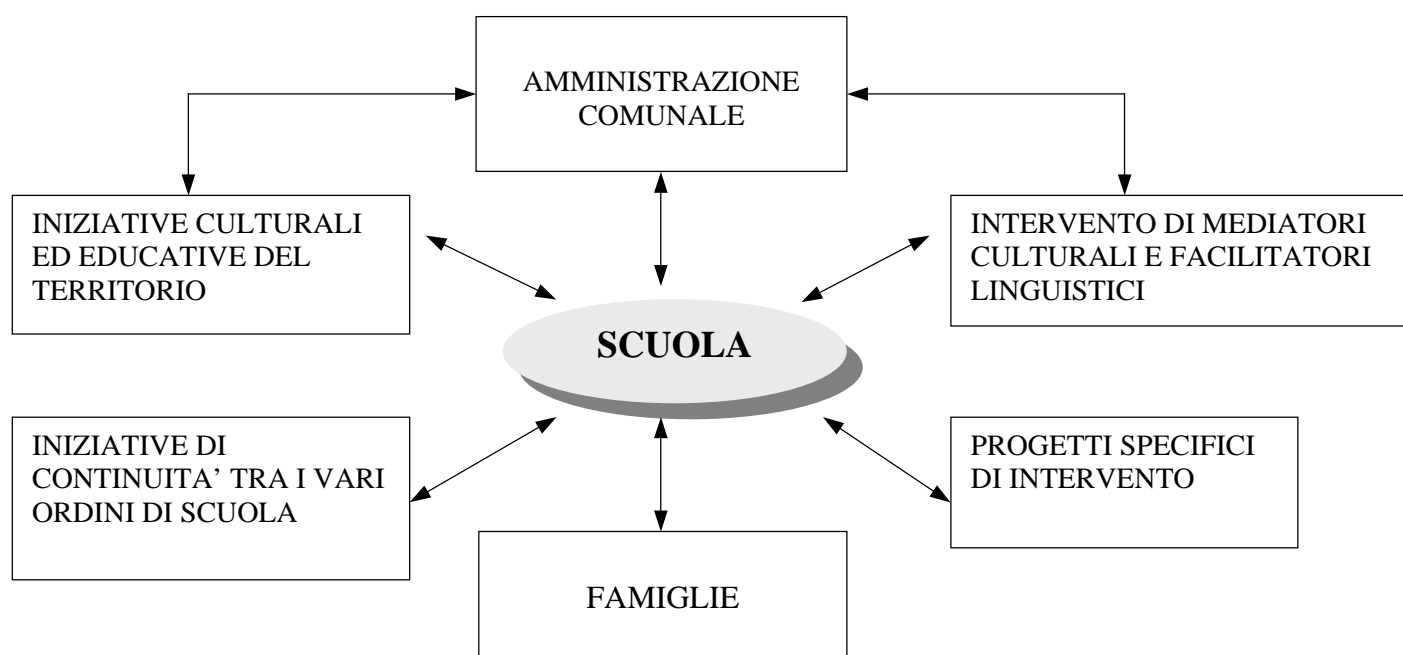 AMMINISTRAZIONE
COMUNALE
INIZIATIVE CULTURALI
ED EDUCATIVE DEL
TERRITORIO
INTERVENTO DI MEDIATORI
CULTURALI E FACILITATORI
LINGUISTICI
SCUOLA
INIZIATIVE DI
CONTINUITA’ TRA I VARI
ORDINI DI SCUOLA
PROGETTI SPECIFICI
DI INTERVENTO
FAMIGLIE